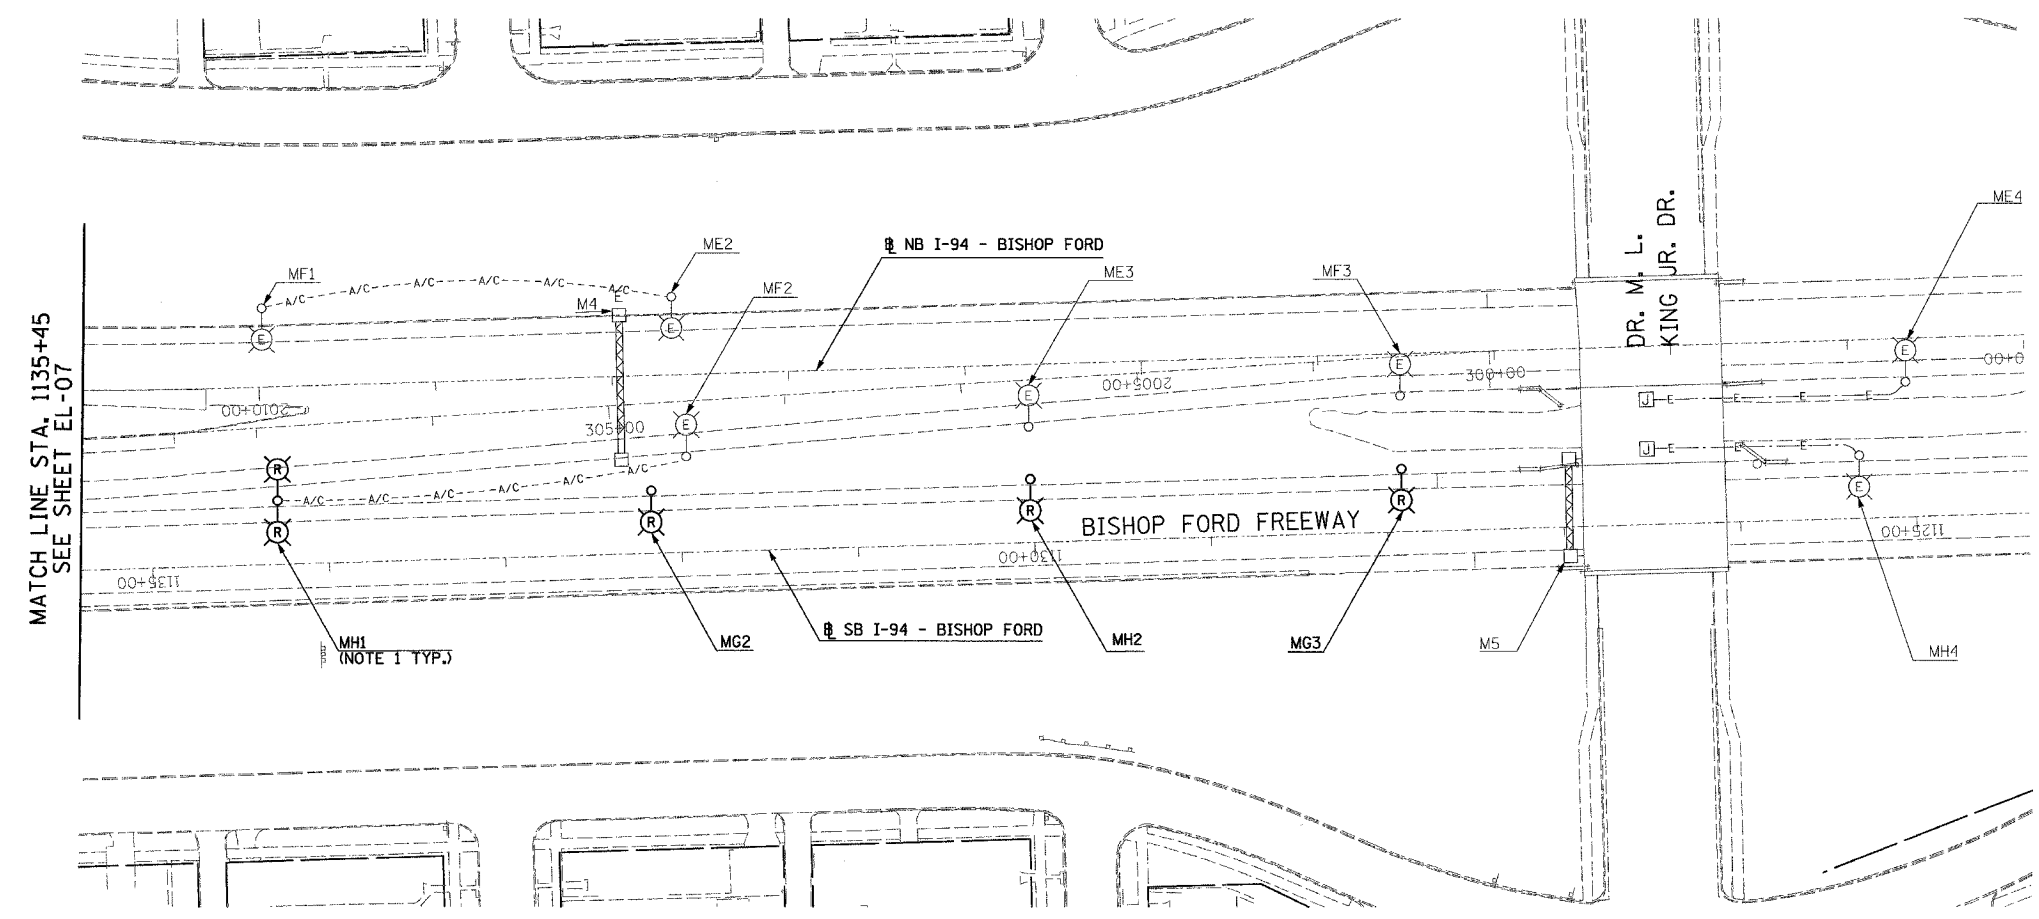 MATCH LINE STA. 1135+45
SEE SHEET EL-07
MF1
ME2
MF2
M4
℄ NB I-94 - BISHOP FORD
ME3
MF3
DR. M. L.
KING JR. DR.
ME4
A/C A/C A/C A/C A/C A/C
E
E
E
E
E
E
E
2010+00
305+00
2005+00
300+00
0+00
J E E E E
J E E E
R
A/C A/C A/C A/C A/C A/C
R
R
R
R
E
BISHOP FORD FREEWAY
1135+00
1130+00
1125+00
MH1
(NOTE 1 TYP.)
MG2
℄ SB I-94 - BISHOP FORD
MH2
MG3
M5
MH4